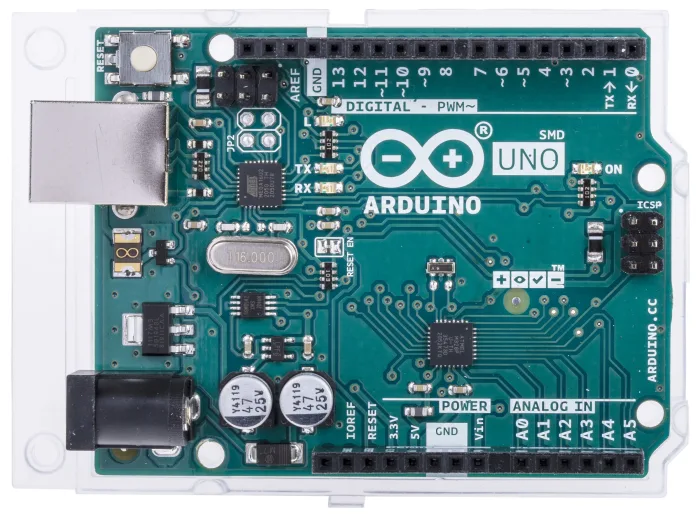 RESET
AREF
GND
13
12
~11
~10
~9
8
7
~6
~5
4
~3
2
TX→1
RX←0
DIGITAL - PWM~
JP2
L
TX
RX
®
SMD
UNO
ARDUINO
ON
ICSP
RESET EN
16.000
TM
ARDUINO.CC
Y4119
47
25V
Y4119
47
25V
POWER
ANALOG IN
IOREF
RESET
3.3V
5V
GND
Vin
A0
A1
A2
A3
A4
A5